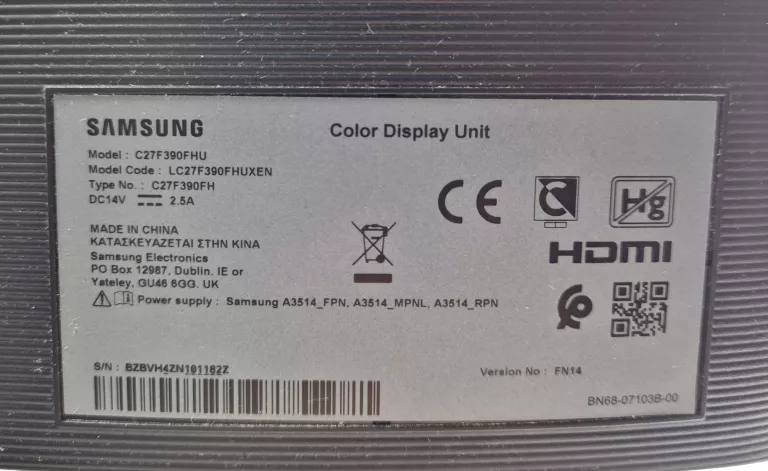 SAMSUNG
Color Display Unit
Model : C27F390FHU
Model Code : LC27F390FHUXEN
Type No. : C27F390FH
DC14V 2.5A
CE
Hg
HDMI
MADE IN CHINA
ΚΑΤΑΣΚΕΥΑΖΕΤΑΙ ΣΤΗΝ ΚΙΝΑ
Samsung Electronics
PO Box 12987, Dublin. IE or
Yateley, GU46 6GG. UK
Power supply : Samsung A3514_FPN, A3514_MPNL, A3514_RPN
S/N : BZBVH4ZN101182Z
Version No : FN14
BN68-07103B-00